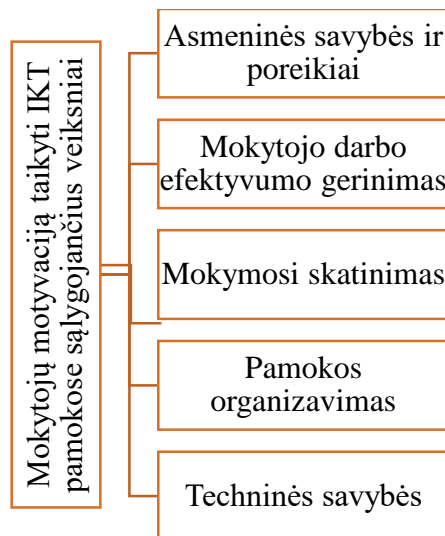 Mokytojų motyvaciją taikyti IKT
pamokose sąlygojančius veiksniai
Asmeninės savybės ir
poreikiai
Mokytojo darbo
efektyvumo gerinimas
Mokymosi skatinimas
Pamokos
organizavimas
Techninės savybės